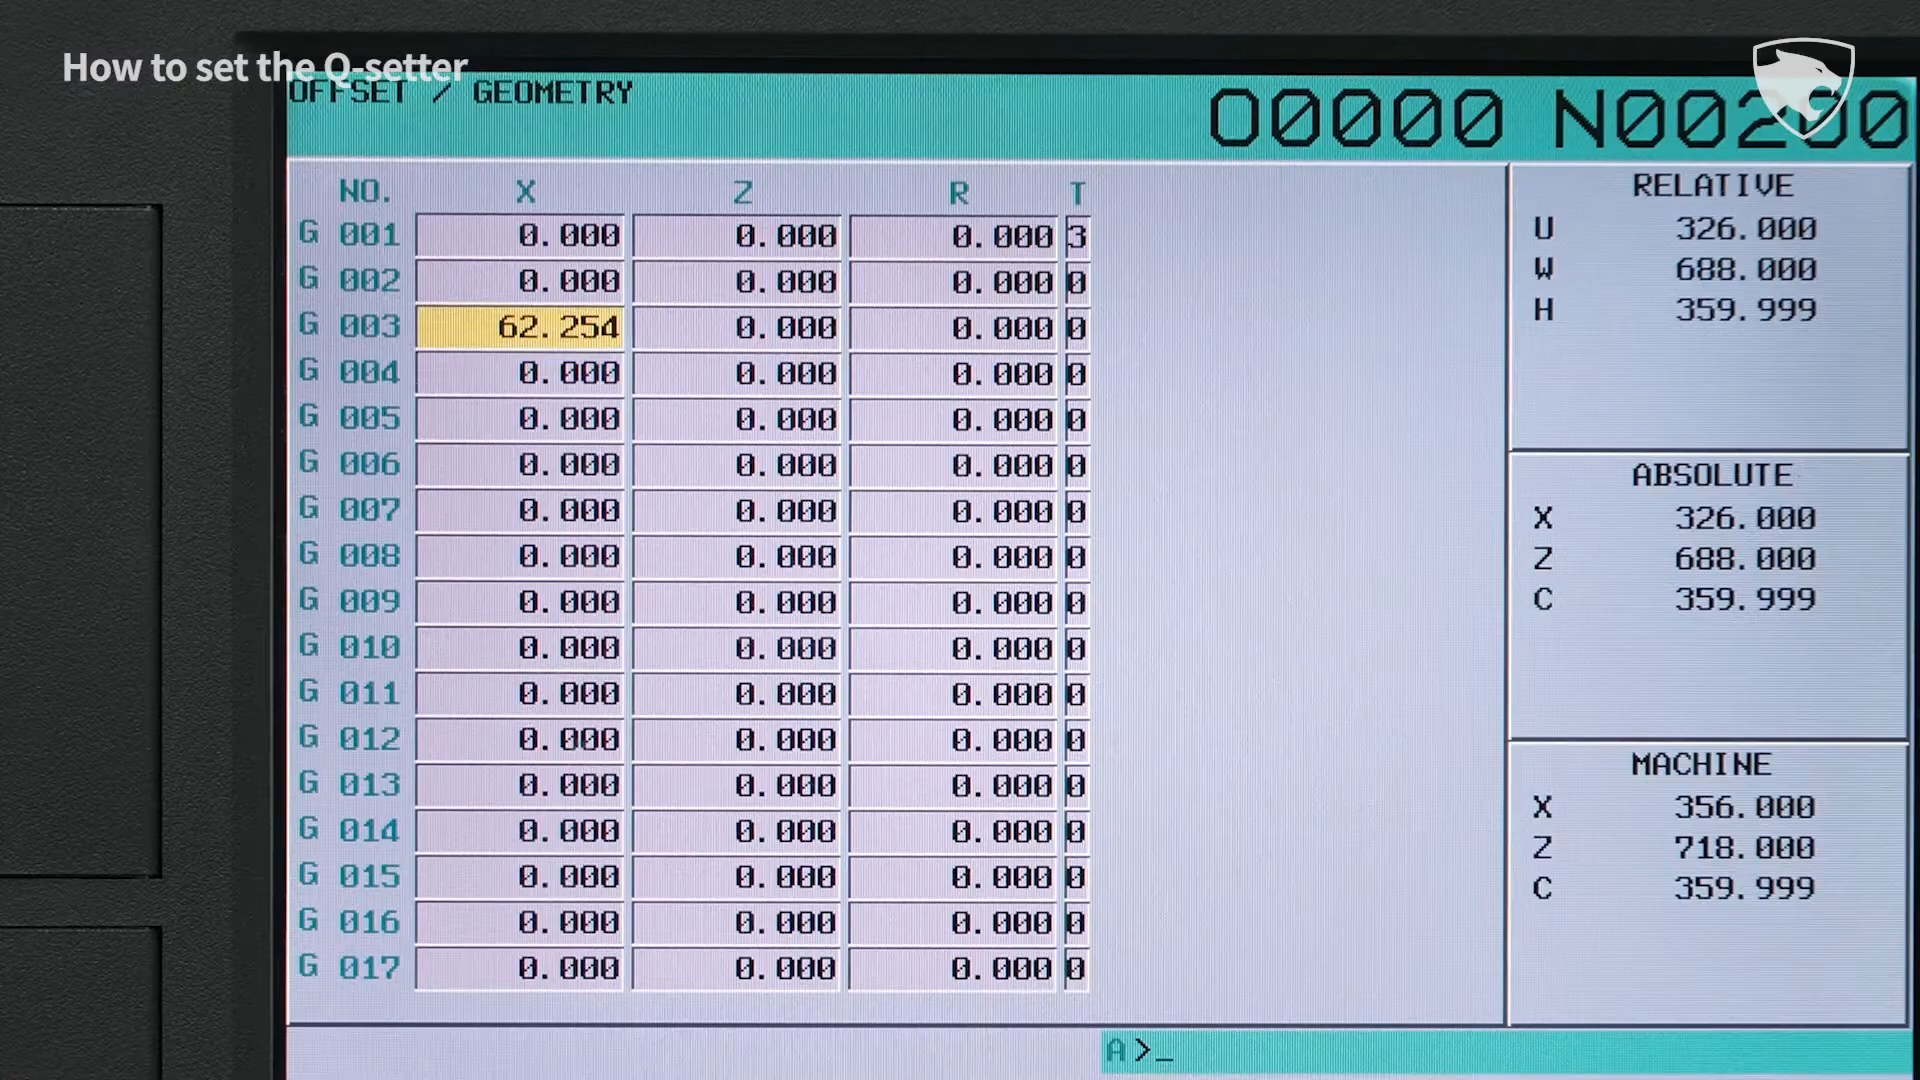 How to set the Q-setter
OFFSET / GEOMETRY
O0000 N00200
NO. X Z R T
G 001 0.000 0.000 0.000 3
G 002 0.000 0.000 0.000 0
G 003 62.254 0.000 0.000 0
G 004 0.000 0.000 0.000 0
G 005 0.000 0.000 0.000 0
G 006 0.000 0.000 0.000 0
G 007 0.000 0.000 0.000 0
G 008 0.000 0.000 0.000 0
G 009 0.000 0.000 0.000 0
G 010 0.000 0.000 0.000 0
G 011 0.000 0.000 0.000 0
G 012 0.000 0.000 0.000 0
G 013 0.000 0.000 0.000 0
G 014 0.000 0.000 0.000 0
G 015 0.000 0.000 0.000 0
G 016 0.000 0.000 0.000 0
G 017 0.000 0.000 0.000 0
RELATIVE
U 326.000
W 688.000
H 359.999
ABSOLUTE
X 326.000
Z 688.000
C 359.999
MACHINE
X 356.000
Z 718.000
C 359.999
A >_